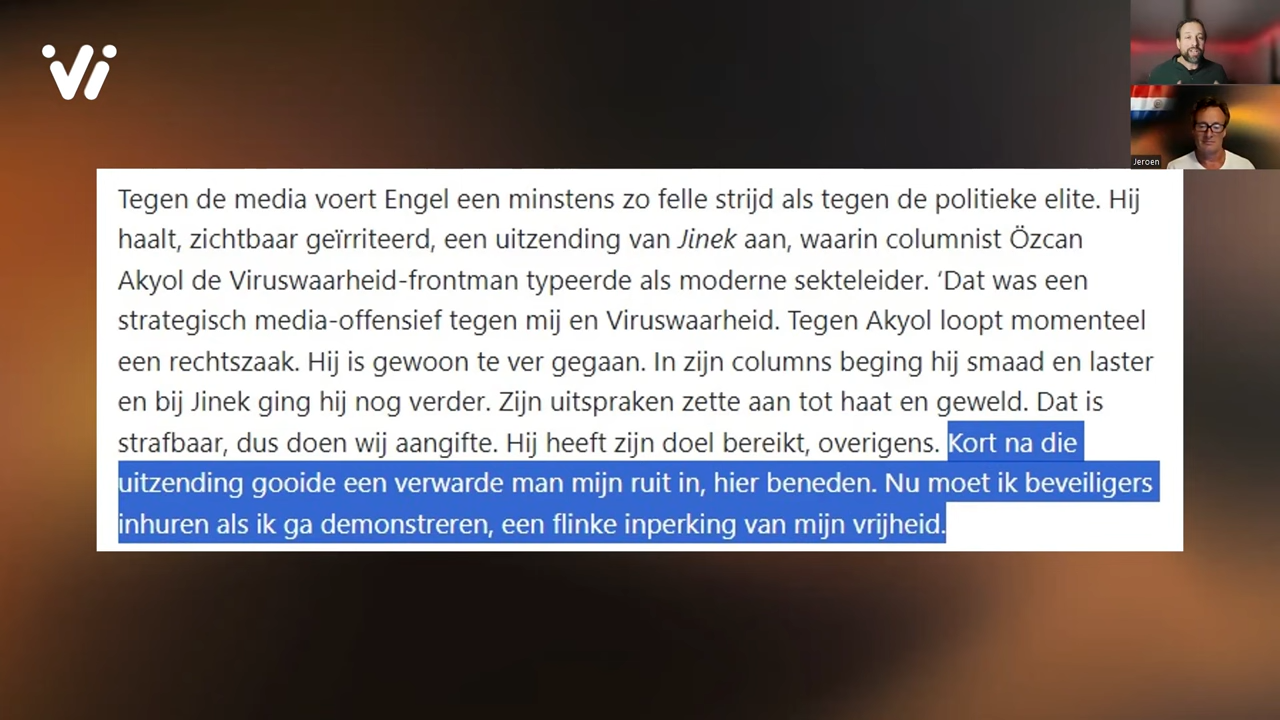 Vi
Jeroen
Tegen de media voert Engel een minstens zo felle strijd als tegen de politieke elite. Hij
haalt, zichtbaar geïrriteerd, een uitzending van Jinek aan, waarin columnist Özcan
Akyol de Viruswaarheid-frontman typeerde als moderne sekteleider. ‘Dat was een
strategisch media-offensief tegen mij en Viruswaarheid. Tegen Akyol loopt momenteel
een rechtszaak. Hij is gewoon te ver gegaan. In zijn columns beging hij smaad en laster
en bij Jinek ging hij nog verder. Zijn uitspraken zette aan tot haat en geweld. Dat is
strafbaar, dus doen wij aangifte. Hij heeft zijn doel bereikt, overigens. Kort na die
uitzending gooide een verwarde man mijn ruit in, hier beneden. Nu moet ik beveiligers
inhuren als ik ga demonstreren, een flinke inperking van mijn vrijheid.